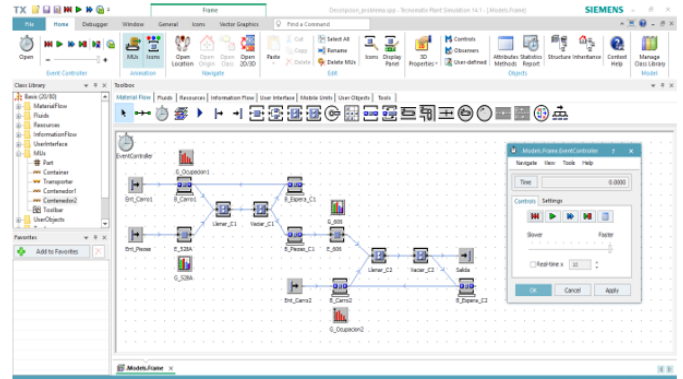 Frame
Descripcion_problema.spp - Tecnomatix Plant Simulation 14.1 - [.Models.Frame]
SIEMENS
File Home Debugger Window General Icons Vector Graphics Find a Command
Open
Event Controller
MUs Icons
Animation
Open Location Open Origin Open Class Open 2D/3D
Navigate
Paste Cut Copy Delete
Select All
Rename
Delete MUs
Icons Display Panel
Edit
3D Properties
Controls
Observers
User-defined
Attributes Methods Statistics Report Structure Inheritance
Objects
Context Help
Manage Class Library
Model
Class Library
Basis (20/80)
MaterialFlow
Fluids
Resources
InformationFlow
UserInterface
MUs
Part
Container
Transporter
Contenedor1
Contenedor2
Toolbar
UserObjects
Favorites
Add to Favorites
Toolbox
Material Flow Fluids Resources Information Flow User Interface Mobile Units User Objects Tools
EventController
G_Ocupacion1
Ent_Carro1
B_Carro1
B_Espera_C1
Llenar_C1
Vaciar_C1
G_606
Ent_Piezas
E_528A
B_Piezas_C1
E_606
G_528A
Llenar_C2
Vaciar_C2
Salida
Ent_Carro2
B_Carro2
B_Espera_C2
G_Ocupacion2
.Models.Frame.EventController
Navigate View Tools Help
Time 0.0000
Controls Settings
Slower Faster
Real-time x 10
OK Cancel Apply
.Models.Frame